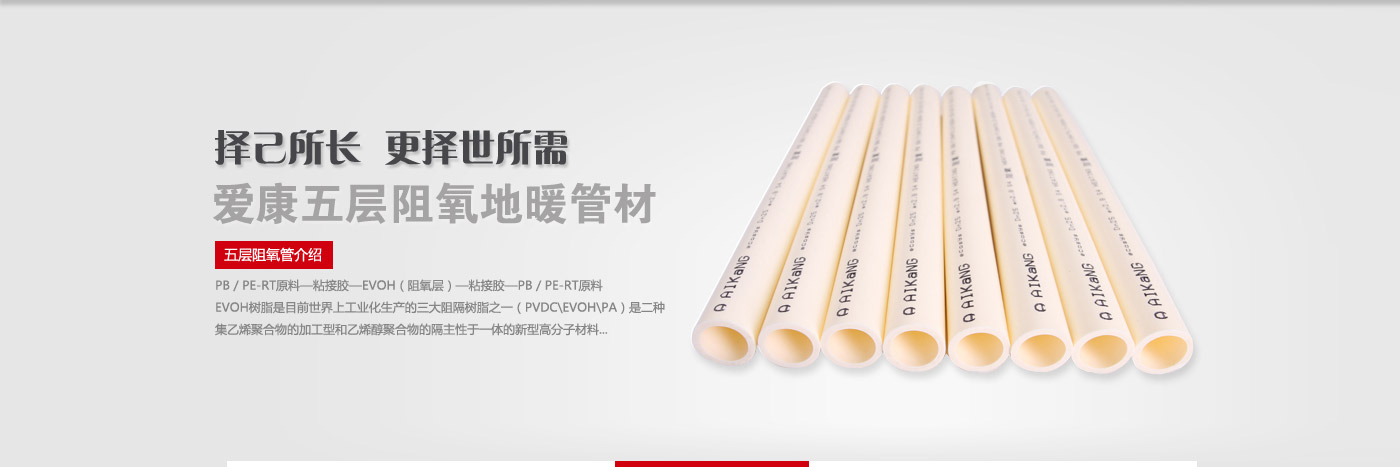 择己所长 更择世所需
爱康五层阻氧地暖管材
五层阻氧管介绍
PB / PE-RT原料—粘接胶—EVOH（阻氧层）—粘接胶—PB / PE-RT原料
EVOH树脂是目前世界上工业化生产的三大阻隔树脂之一（PVDC\EVOH\PA）是二种
集乙烯聚合物的加工型和乙烯醇聚合物的隔主性于一体的新型高分子材料...
A AIKaNG
A AIKaNG
A AIKaNG
A AIKaNG
A AIKaNG
A AIKaNG
A AIKaNG
A AIKaNG